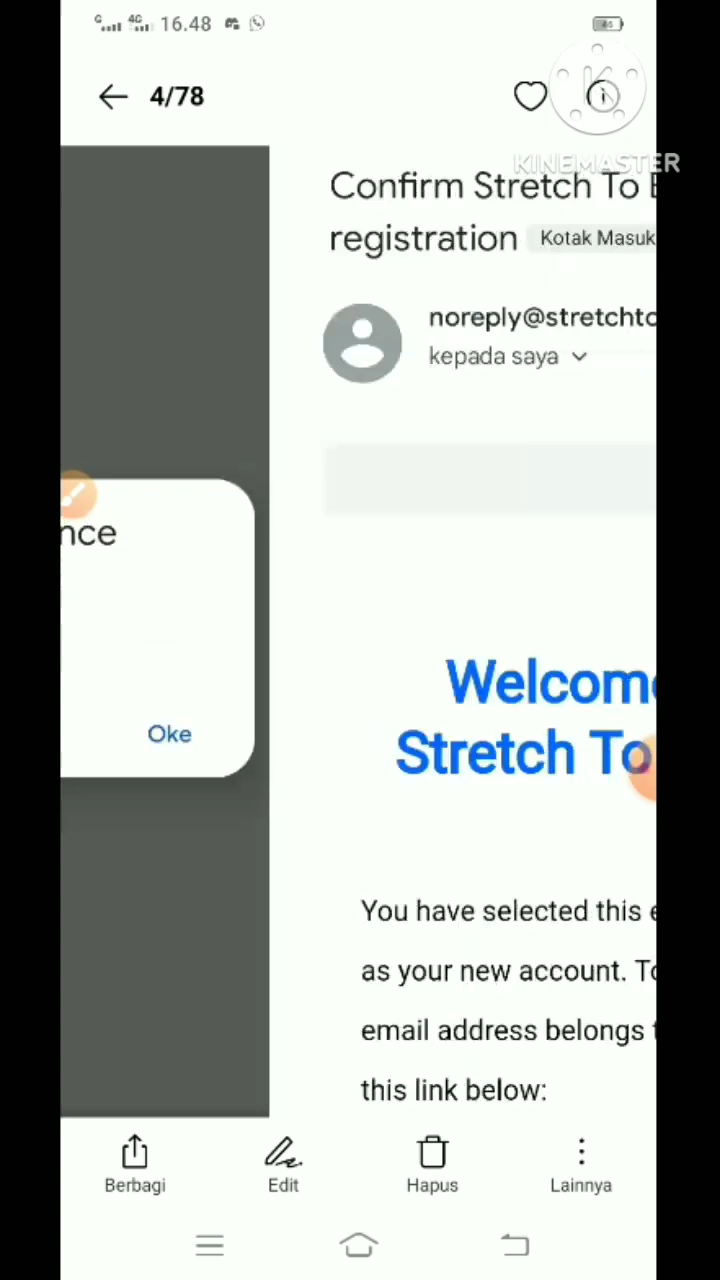 G 4G 16.48
4/78
KINEMASTER
Confirm Stretch To
registration Kotak Masuk
noreply@stretchto
kepada saya
nce
Oke
Welcom
Stretch To
You have selected this e
as your new account. To
email address belongs t
this link below:
Berbagi Edit Hapus Lainnya